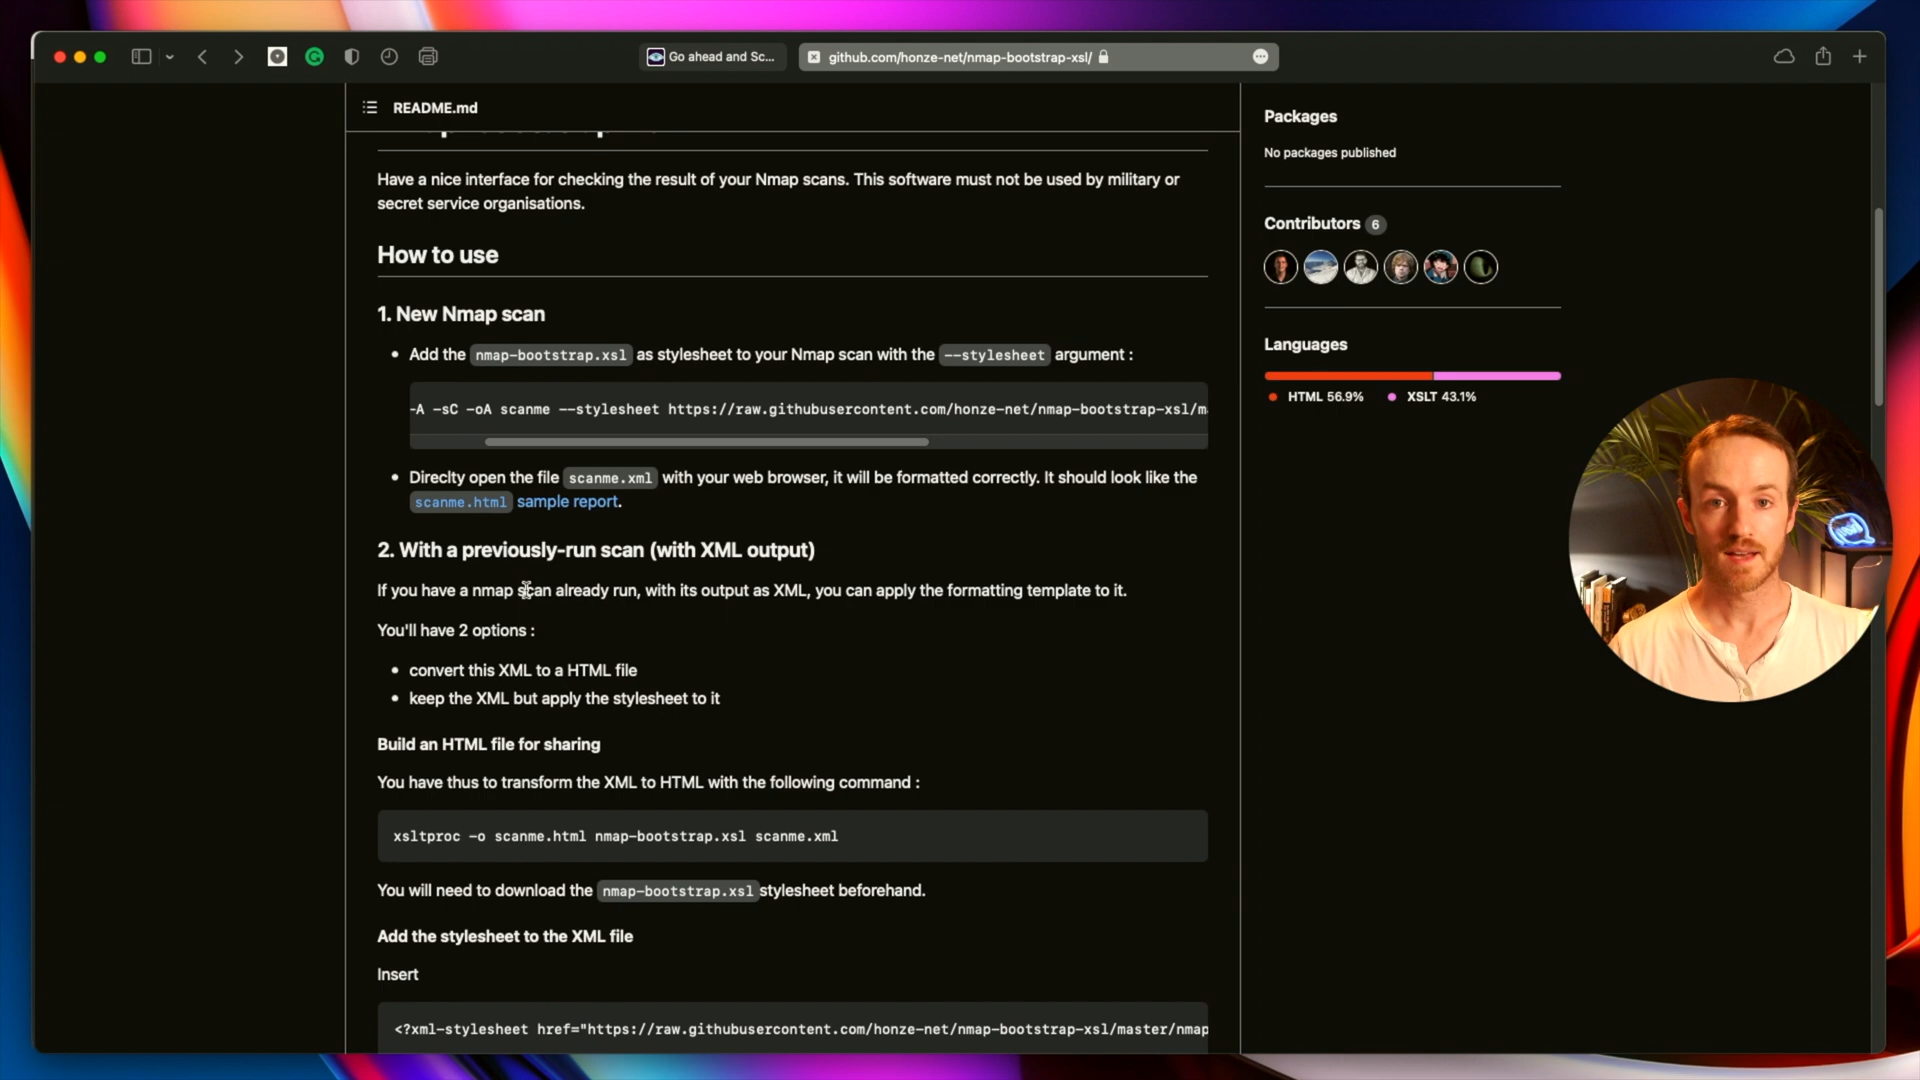 Go ahead and Sc...
github.com/honze-net/nmap-bootstrap-xsl/
README.md
Have a nice interface for checking the result of your Nmap scans. This software must not be used by military or
secret service organisations.
How to use
1. New Nmap scan
Add the nmap-bootstrap.xsl as stylesheet to your Nmap scan with the --stylesheet argument :
-A -sC -oA scanme --stylesheet https://raw.githubusercontent.com/honze-net/nmap-bootstrap-xsl/m
Direclty open the file scanme.xml with your web browser, it will be formatted correctly. It should look like the
scanme.html sample report.
2. With a previously-run scan (with XML output)
If you have a nmap scan already run, with its output as XML, you can apply the formatting template to it.
You'll have 2 options :
convert this XML to a HTML file
keep the XML but apply the stylesheet to it
Build an HTML file for sharing
You have thus to transform the XML to HTML with the following command :
xsltproc -o scanme.html nmap-bootstrap.xsl scanme.xml
You will need to download the nmap-bootstrap.xsl stylesheet beforehand.
Add the stylesheet to the XML file
Insert
<?xml-stylesheet href="https://raw.githubusercontent.com/honze-net/nmap-bootstrap-xsl/master/nmap
Packages
No packages published
Contributors 6
Languages
HTML 56.9% XSLT 43.1%